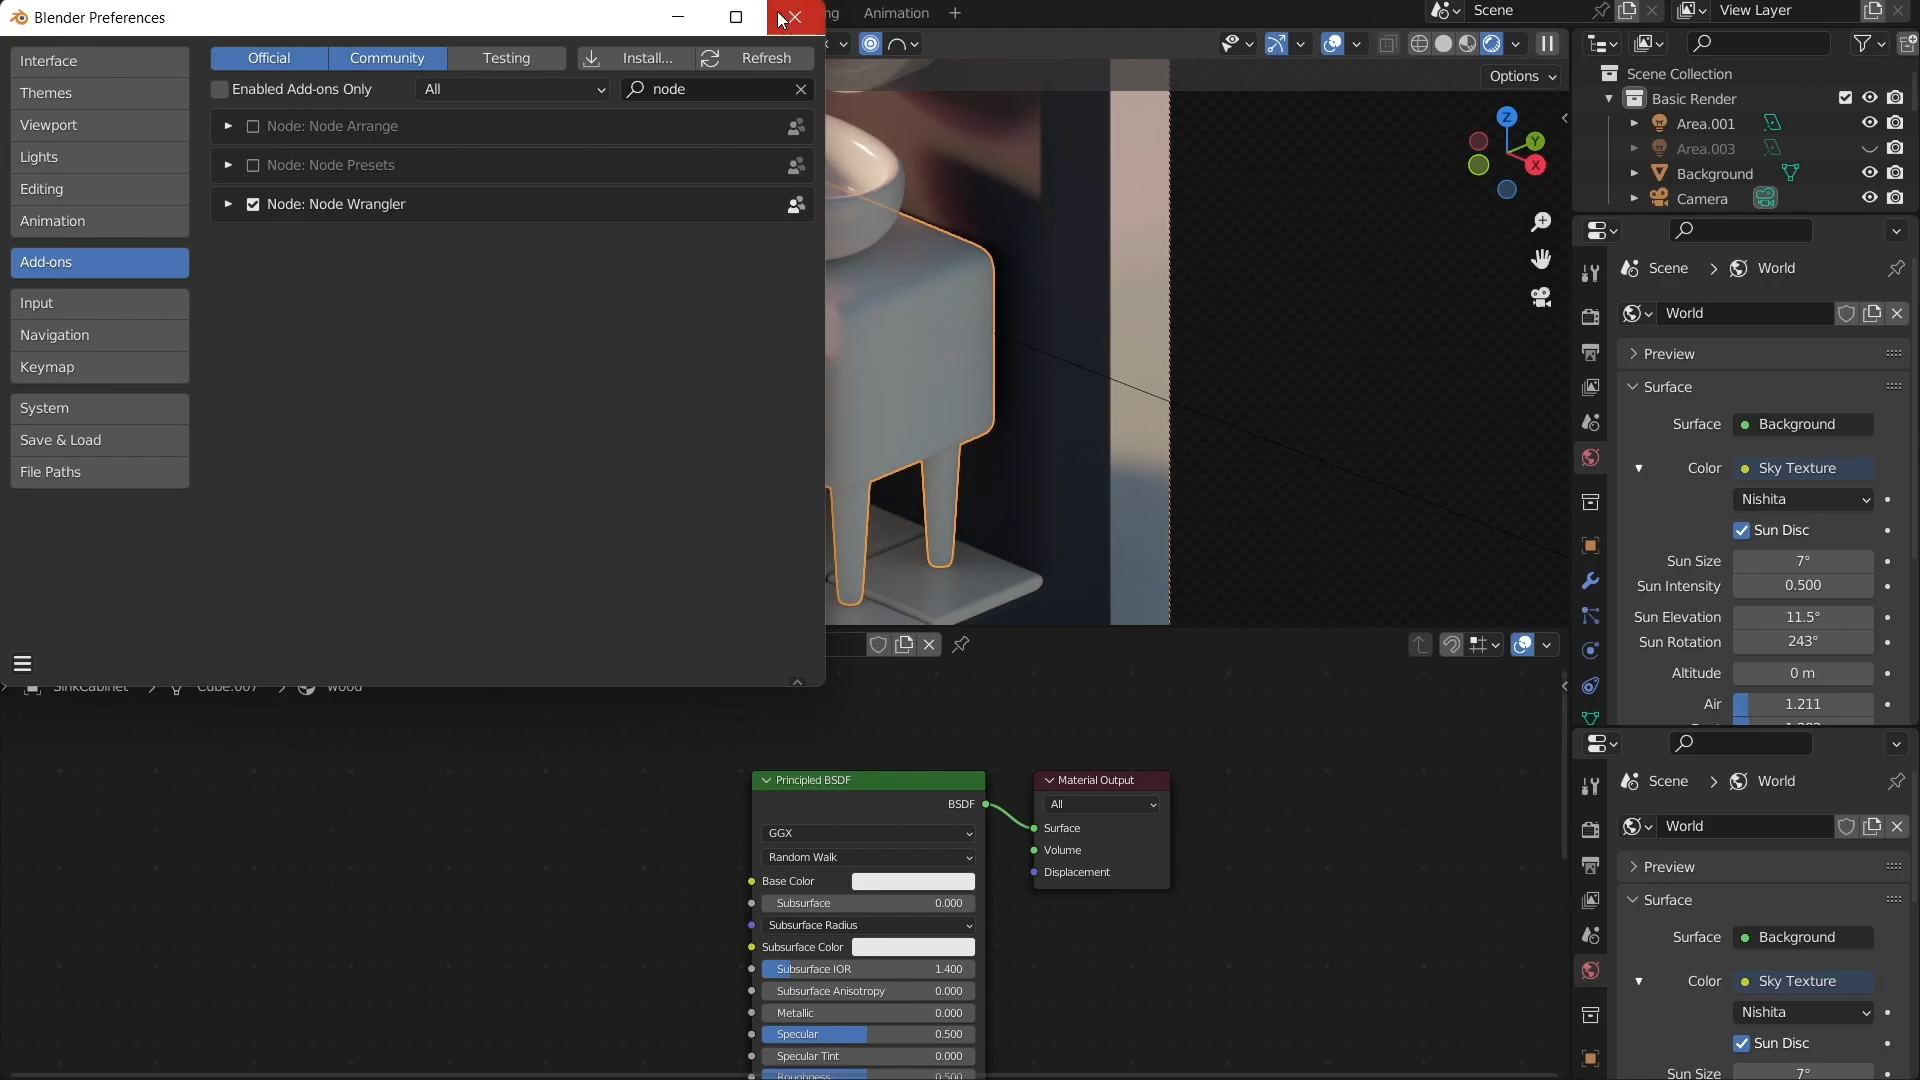 Blender Preferences
Interface
Themes
Viewport
Lights
Editing
Animation
Add-ons
Input
Navigation
Keymap
System
Save & Load
File Paths
Official
Community
Testing
Install...
Refresh
Enabled Add-ons Only
All
node
Node: Node Arrange
Node: Node Presets
Node: Node Wrangler
Animation
Scene
View Layer
Options
Z
Y
X
Scene Collection
Basic Render
Area.001
Area.003
Background
Camera
Scene
World
World
Preview
Surface
Surface
Background
Color
Sky Texture
Nishita
Sun Disc
Sun Size
7°
Sun Intensity
0.500
Sun Elevation
11.5°
Sun Rotation
243°
Altitude
0 m
Air
1.211
SinkCabinet
Cube.007
wood
Principled BSDF
BSDF
GGX
Random Walk
Base Color
Subsurface
0.000
Subsurface Radius
Subsurface Color
Subsurface IOR
1.400
Subsurface Anisotropy
0.000
Metallic
0.000
Specular
0.500
Specular Tint
0.000
Roughness
0.500
Material Output
All
Surface
Volume
Displacement
Scene
World
World
Preview
Surface
Surface
Background
Color
Sky Texture
Nishita
Sun Disc
Sun Size
7°